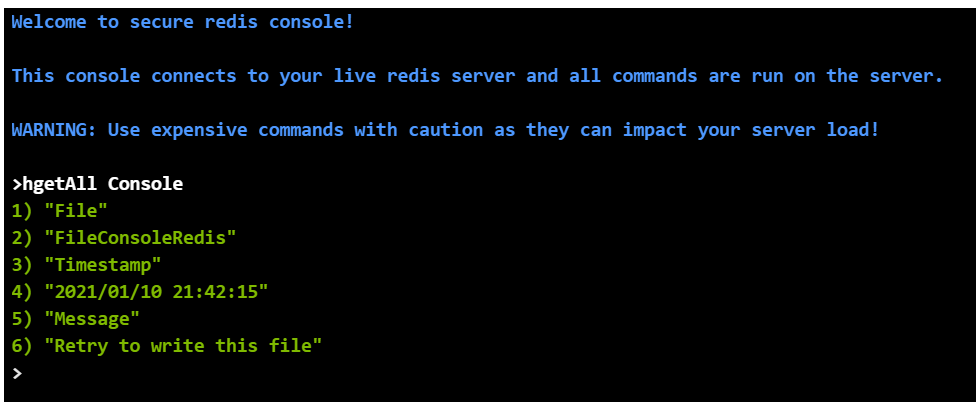 Welcome to secure redis console!
This console connects to your live redis server and all commands are run on the server.
WARNING: Use expensive commands with caution as they can impact your server load!
>hgetAll Console
1) "File"
2) "FileConsoleRedis"
3) "Timestamp"
4) "2021/01/10 21:42:15"
5) "Message"
6) "Retry to write this file"
>